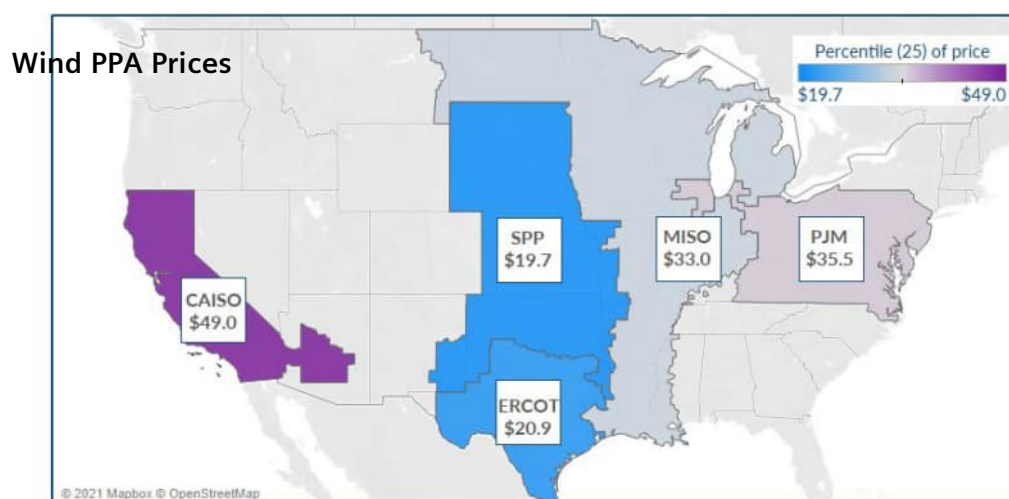 Wind PPA Prices
Percentile (25) of price
$19.7 $49.0
SPP
$19.7
MISO
$33.0
PJM
$35.5
CAISO
$49.0
ERCOT
$20.9
© 2021 Mapbox © OpenStreetMap